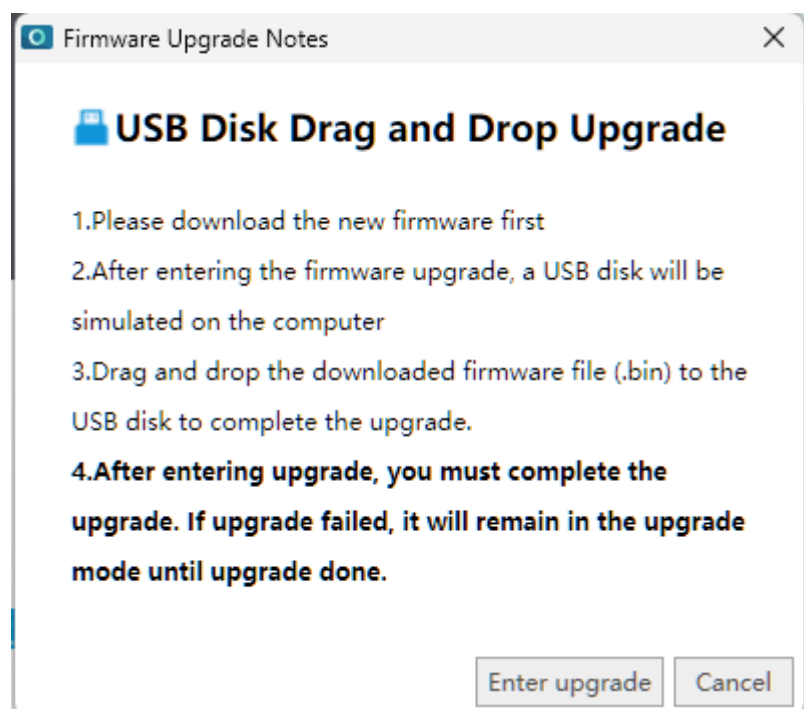 Firmware Upgrade Notes
USB Disk Drag and Drop Upgrade
1.Please download the new firmware first
2.After entering the firmware upgrade, a USB disk will be
simulated on the computer
3.Drag and drop the downloaded firmware file (.bin) to the
USB disk to complete the upgrade.
4.After entering upgrade, you must complete the
upgrade. If upgrade failed, it will remain in the upgrade
mode until upgrade done.
Enter upgrade Cancel